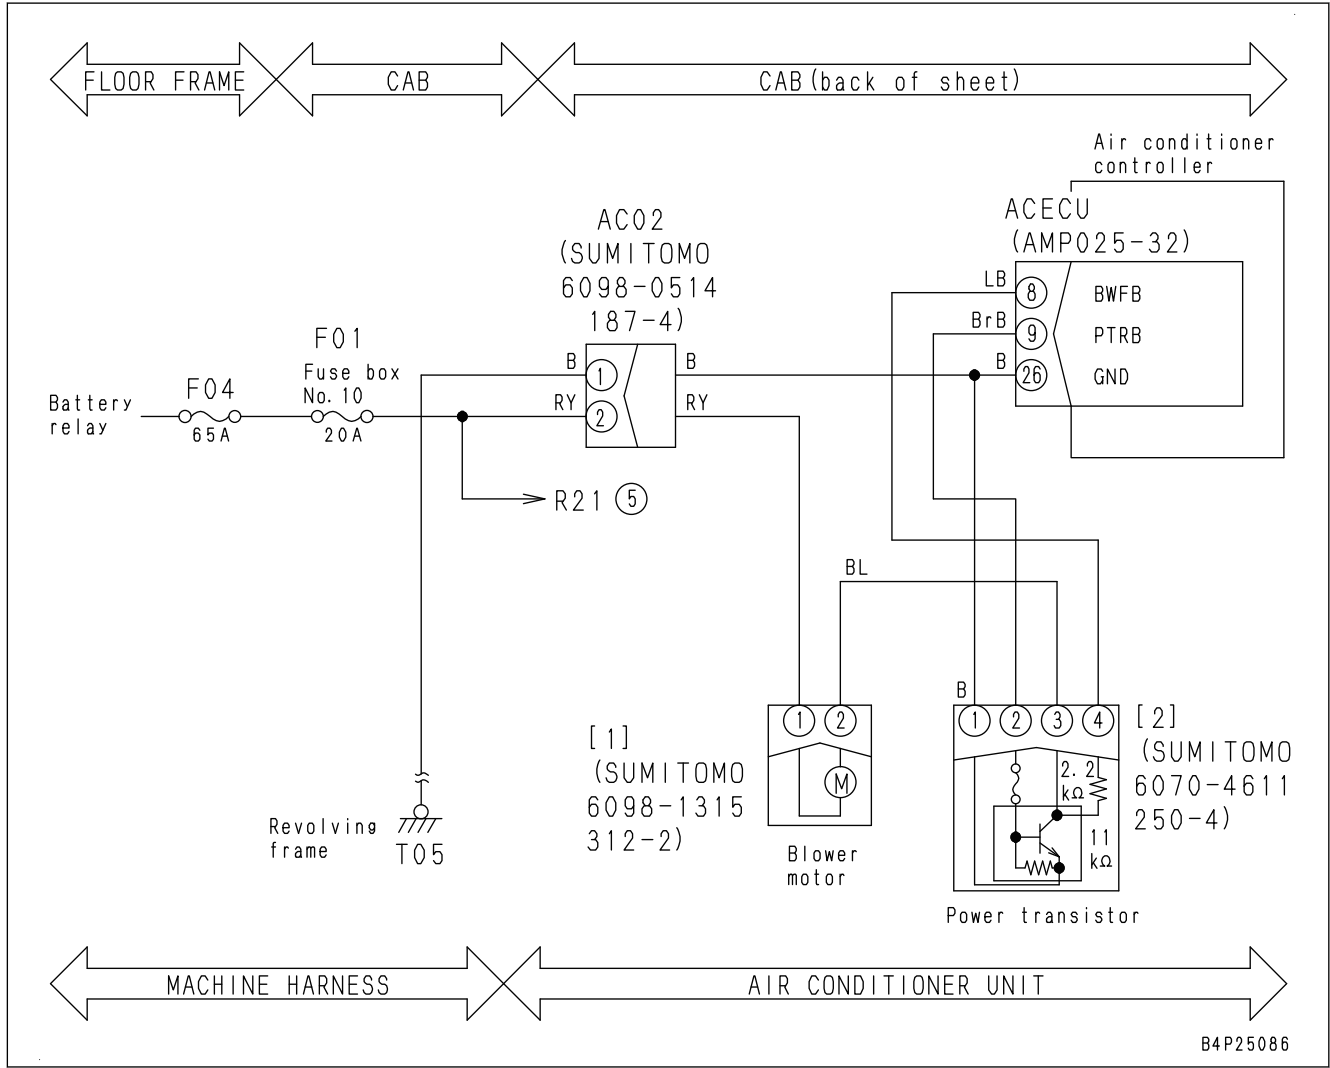 FLOOR FRAME
CAB
CAB (back of sheet)
Air conditioner
controller
ACECU
(AMP025-32)
AC02
(SUMITOMO
6098-0514
187-4)
LB
8
BWFB
BrB
9
PTRB
B
26
GND
F01
Fuse box
No. 10
20A
F04
65A
Battery
relay
B
1
B
RY
2
RY
R21 5
BL
B
[1]
(SUMITOMO
6098-1315
312-2)
1
2
M
Blower
motor
1
2
3
4
[2]
(SUMITOMO
6070-4611
250-4)
2.2
kΩ
11
kΩ
Power transistor
Revolving
frame
T05
MACHINE HARNESS
AIR CONDITIONER UNIT
B4P25086